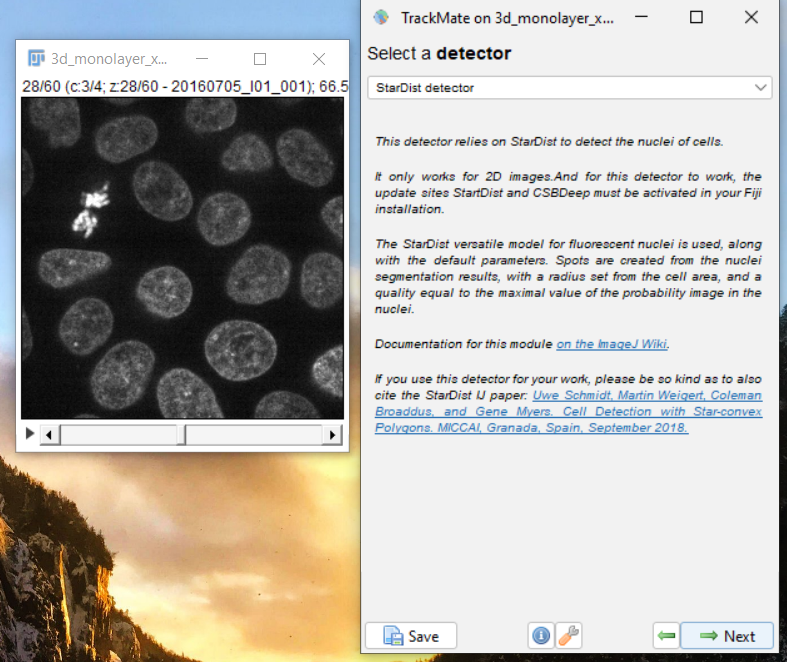 3d_monolayer_x...
28/60 (c:3/4; z:28/60 - 20160705_I01_001); 66.5
TrackMate on 3d_monolayer_x...
Select a detector
StarDist detector
This detector relies on StarDist to detect the nuclei of cells.
It only works for 2D images.And for this detector to work, the
update sites StartDist and CSBDeep must be activated in your Fiji
installation.
The StarDist versatile model for fluorescent nuclei is used, along
with the default parameters. Spots are created from the nuclei
segmentation results, with a radius set from the cell area, and a
quality equal to the maximal value of the probability image in the
nuclei.
Documentation for this module on the ImageJ Wiki.
If you use this detector for your work, please be so kind as to also
cite the StarDist IJ paper: Uwe Schmidt, Martin Weigert, Coleman
Broaddus, and Gene Myers. Cell Detection with Star-convex
Polygons. MICCAI, Granada, Spain, September 2018.
Save
Next